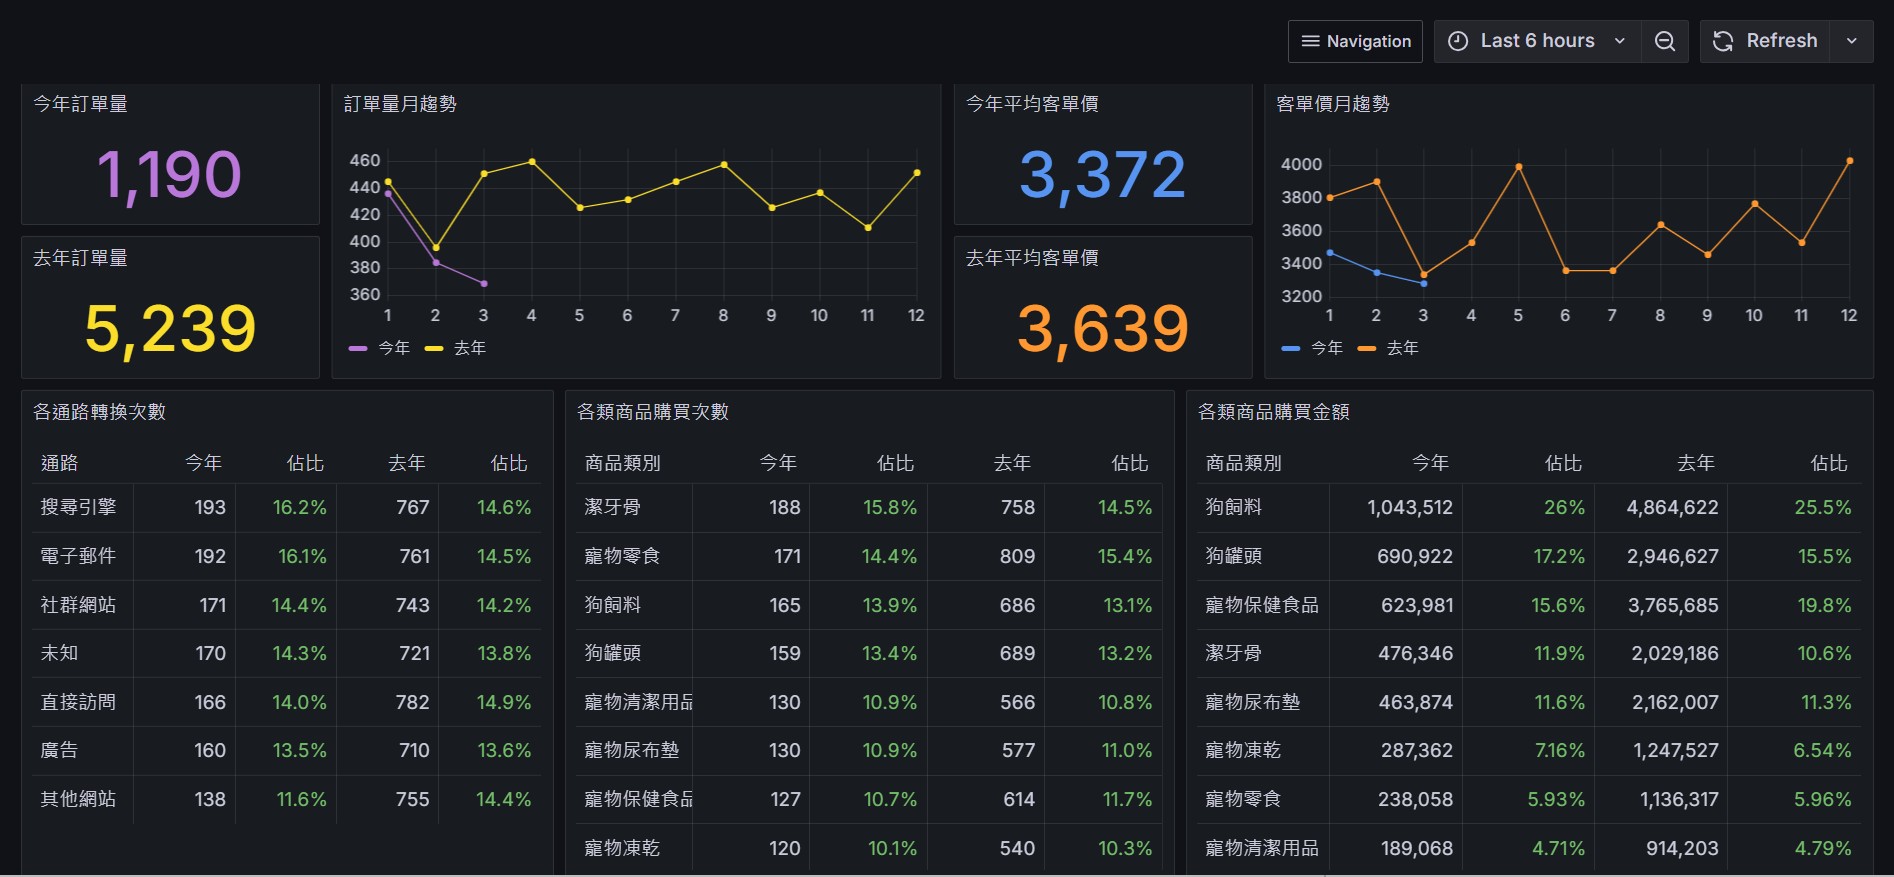 Navigation
Last 6 hours
Refresh
今年訂單量
1,190
去年訂單量
5,239
訂單量月趨勢
460
440
420
400
380
360
1 2 3 4 5 6 7 8 9 10 11 12
今年 去年
今年平均客單價
3,372
去年平均客單價
3,639
客單價月趨勢
4000
3800
3600
3400
3200
1 2 3 4 5 6 7 8 9 10 11 12
今年 去年
各通路轉換次數
通路 今年 佔比 去年 佔比
搜尋引擎 193 16.2% 767 14.6%
電子郵件 192 16.1% 761 14.5%
社群網站 171 14.4% 743 14.2%
未知 170 14.3% 721 13.8%
直接訪問 166 14.0% 782 14.9%
廣告 160 13.5% 710 13.6%
其他網站 138 11.6% 755 14.4%
各類商品購買次數
商品類別 今年 佔比 去年 佔比
潔牙骨 188 15.8% 758 14.5%
寵物零食 171 14.4% 809 15.4%
狗飼料 165 13.9% 686 13.1%
狗罐頭 159 13.4% 689 13.2%
寵物清潔用品 130 10.9% 566 10.8%
寵物尿布墊 130 10.9% 577 11.0%
寵物保健食品 127 10.7% 614 11.7%
寵物凍乾 120 10.1% 540 10.3%
各類商品購買金額
商品類別 今年 佔比 去年 佔比
狗飼料 1,043,512 26% 4,864,622 25.5%
狗罐頭 690,922 17.2% 2,946,627 15.5%
寵物保健食品 623,981 15.6% 3,765,685 19.8%
潔牙骨 476,346 11.9% 2,029,186 10.6%
寵物尿布墊 463,874 11.6% 2,162,007 11.3%
寵物凍乾 287,362 7.16% 1,247,527 6.54%
寵物零食 238,058 5.93% 1,136,317 5.96%
寵物清潔用品 189,068 4.71% 914,203 4.79%